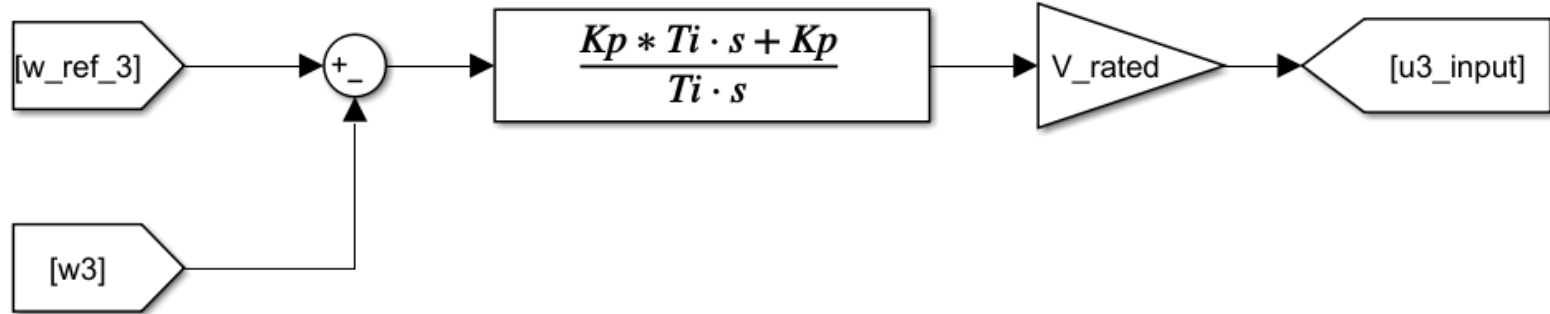 [w_ref_3]
+
−
Kp * Ti · s + Kp
Ti · s
V_rated
[u3_input]
[w3]